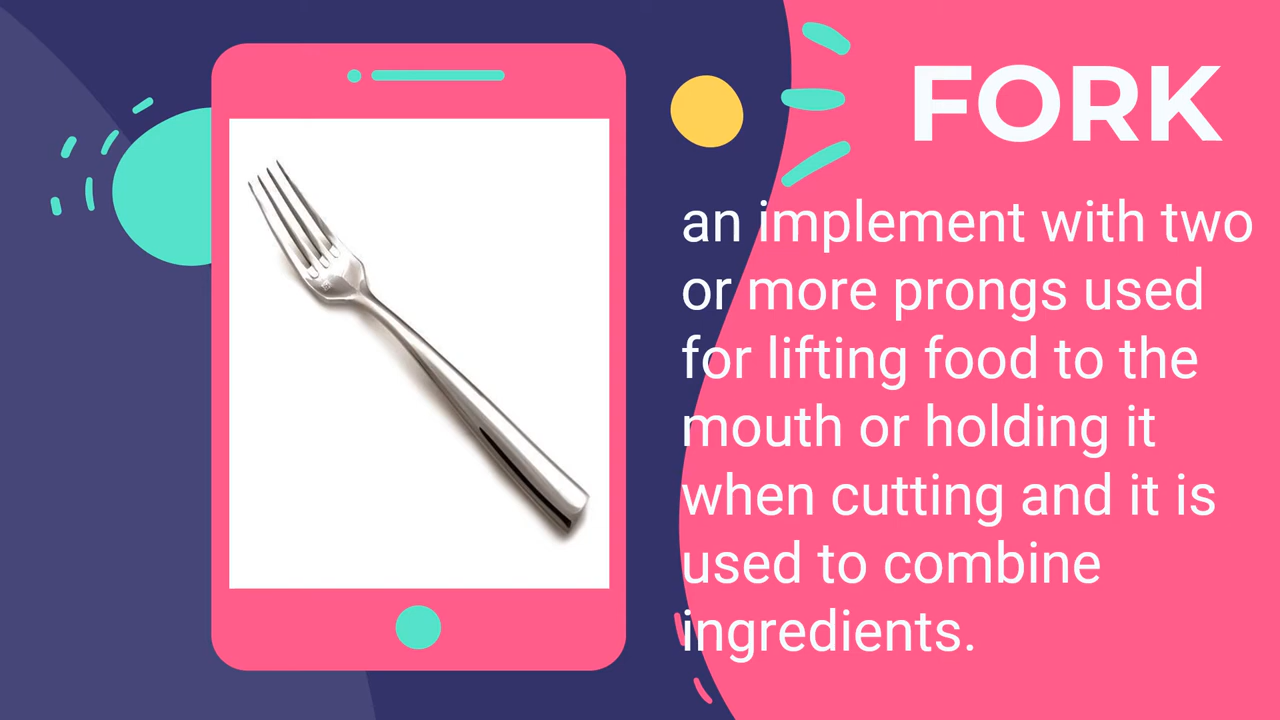 FORK
an implement with two
or more prongs used
for lifting food to the
mouth or holding it
when cutting and it is
used to combine
ingredients.